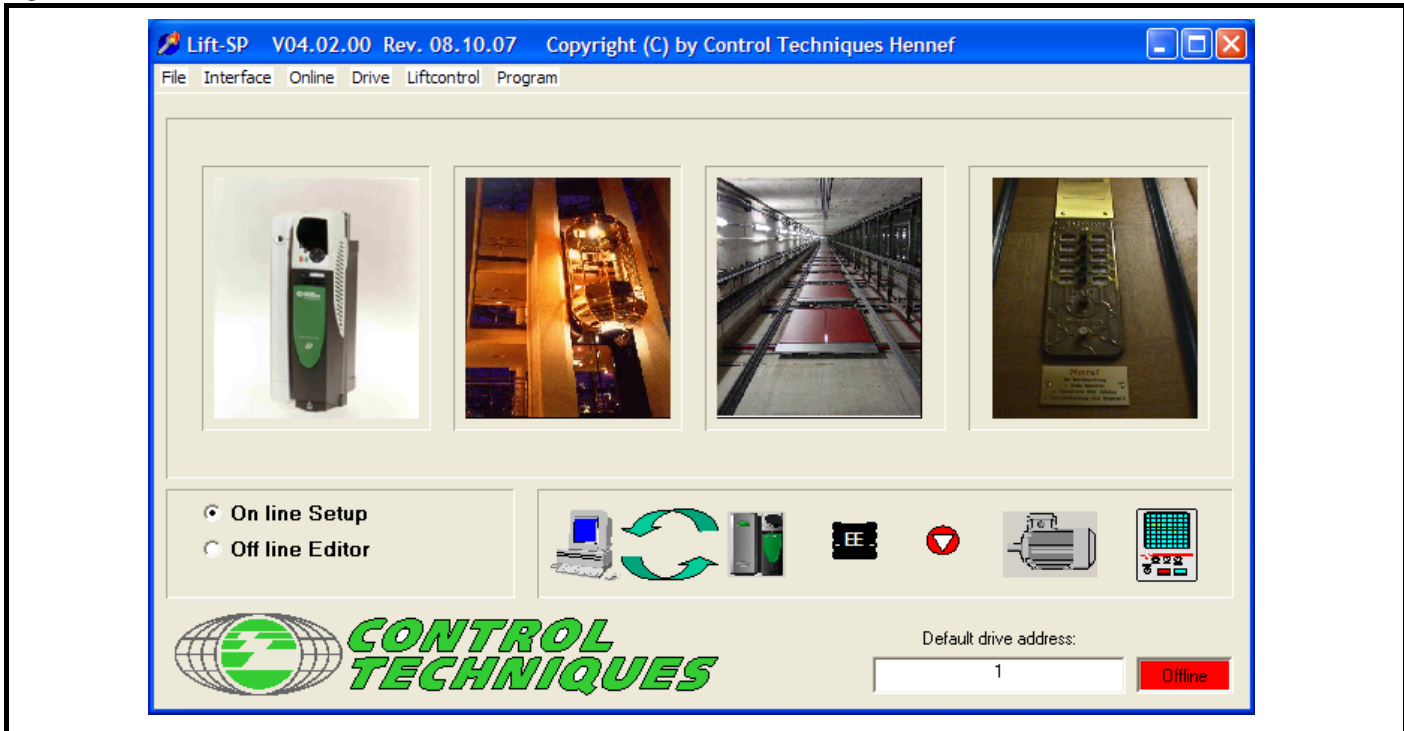 Lift-SP V04.02.00 Rev. 08.10.07 Copyright (C) by Control Techniques Hennef
File Interface Online Drive Liftcontrol Program
Notruf
On line Setup
Off line Editor
EE
CONTROL
TECHNIQUES
Default drive address:
1
Offline